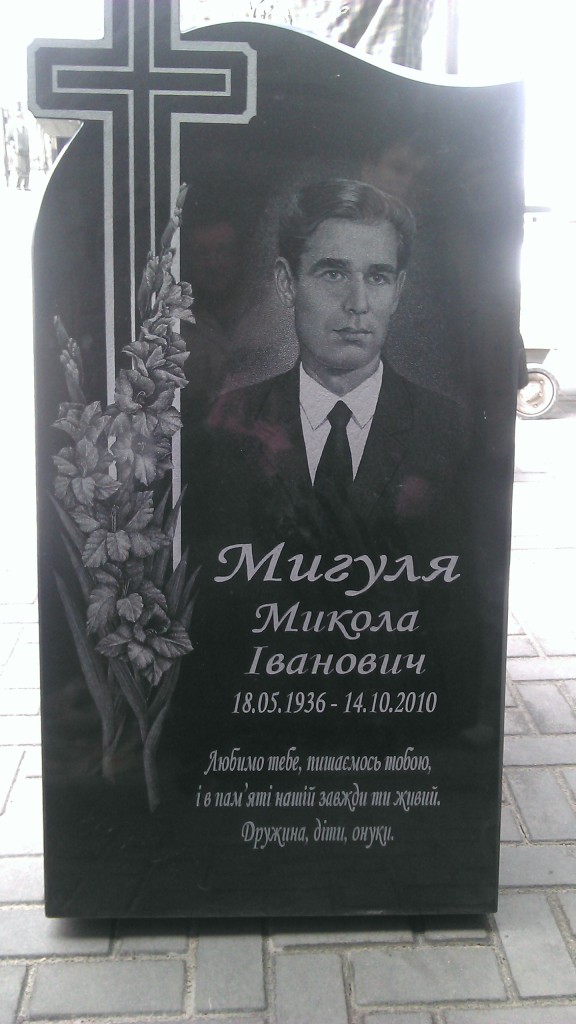 Мигуля
Микола
Іванович
18.05.1936 - 14.10.2010
Любимо тебе, пишаємось тобою,
і в пам'яті нашій завжди ти живий.
Дружина, діти, онуки.